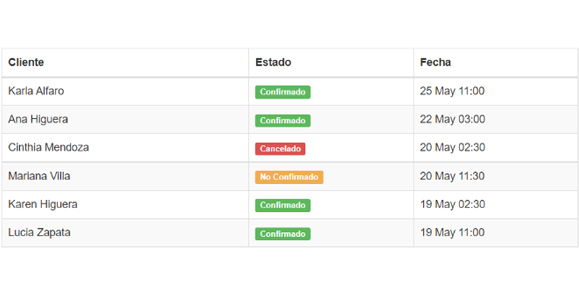 Cliente Estado Fecha
Karla Alfaro Confirmado 25 May 11:00
Ana Higuera Confirmado 22 May 03:00
Cinthia Mendoza Cancelado 20 May 02:30
Mariana Villa No Confirmado 20 May 11:30
Karen Higuera Confirmado 19 May 02:30
Lucia Zapata Confirmado 19 May 11:00